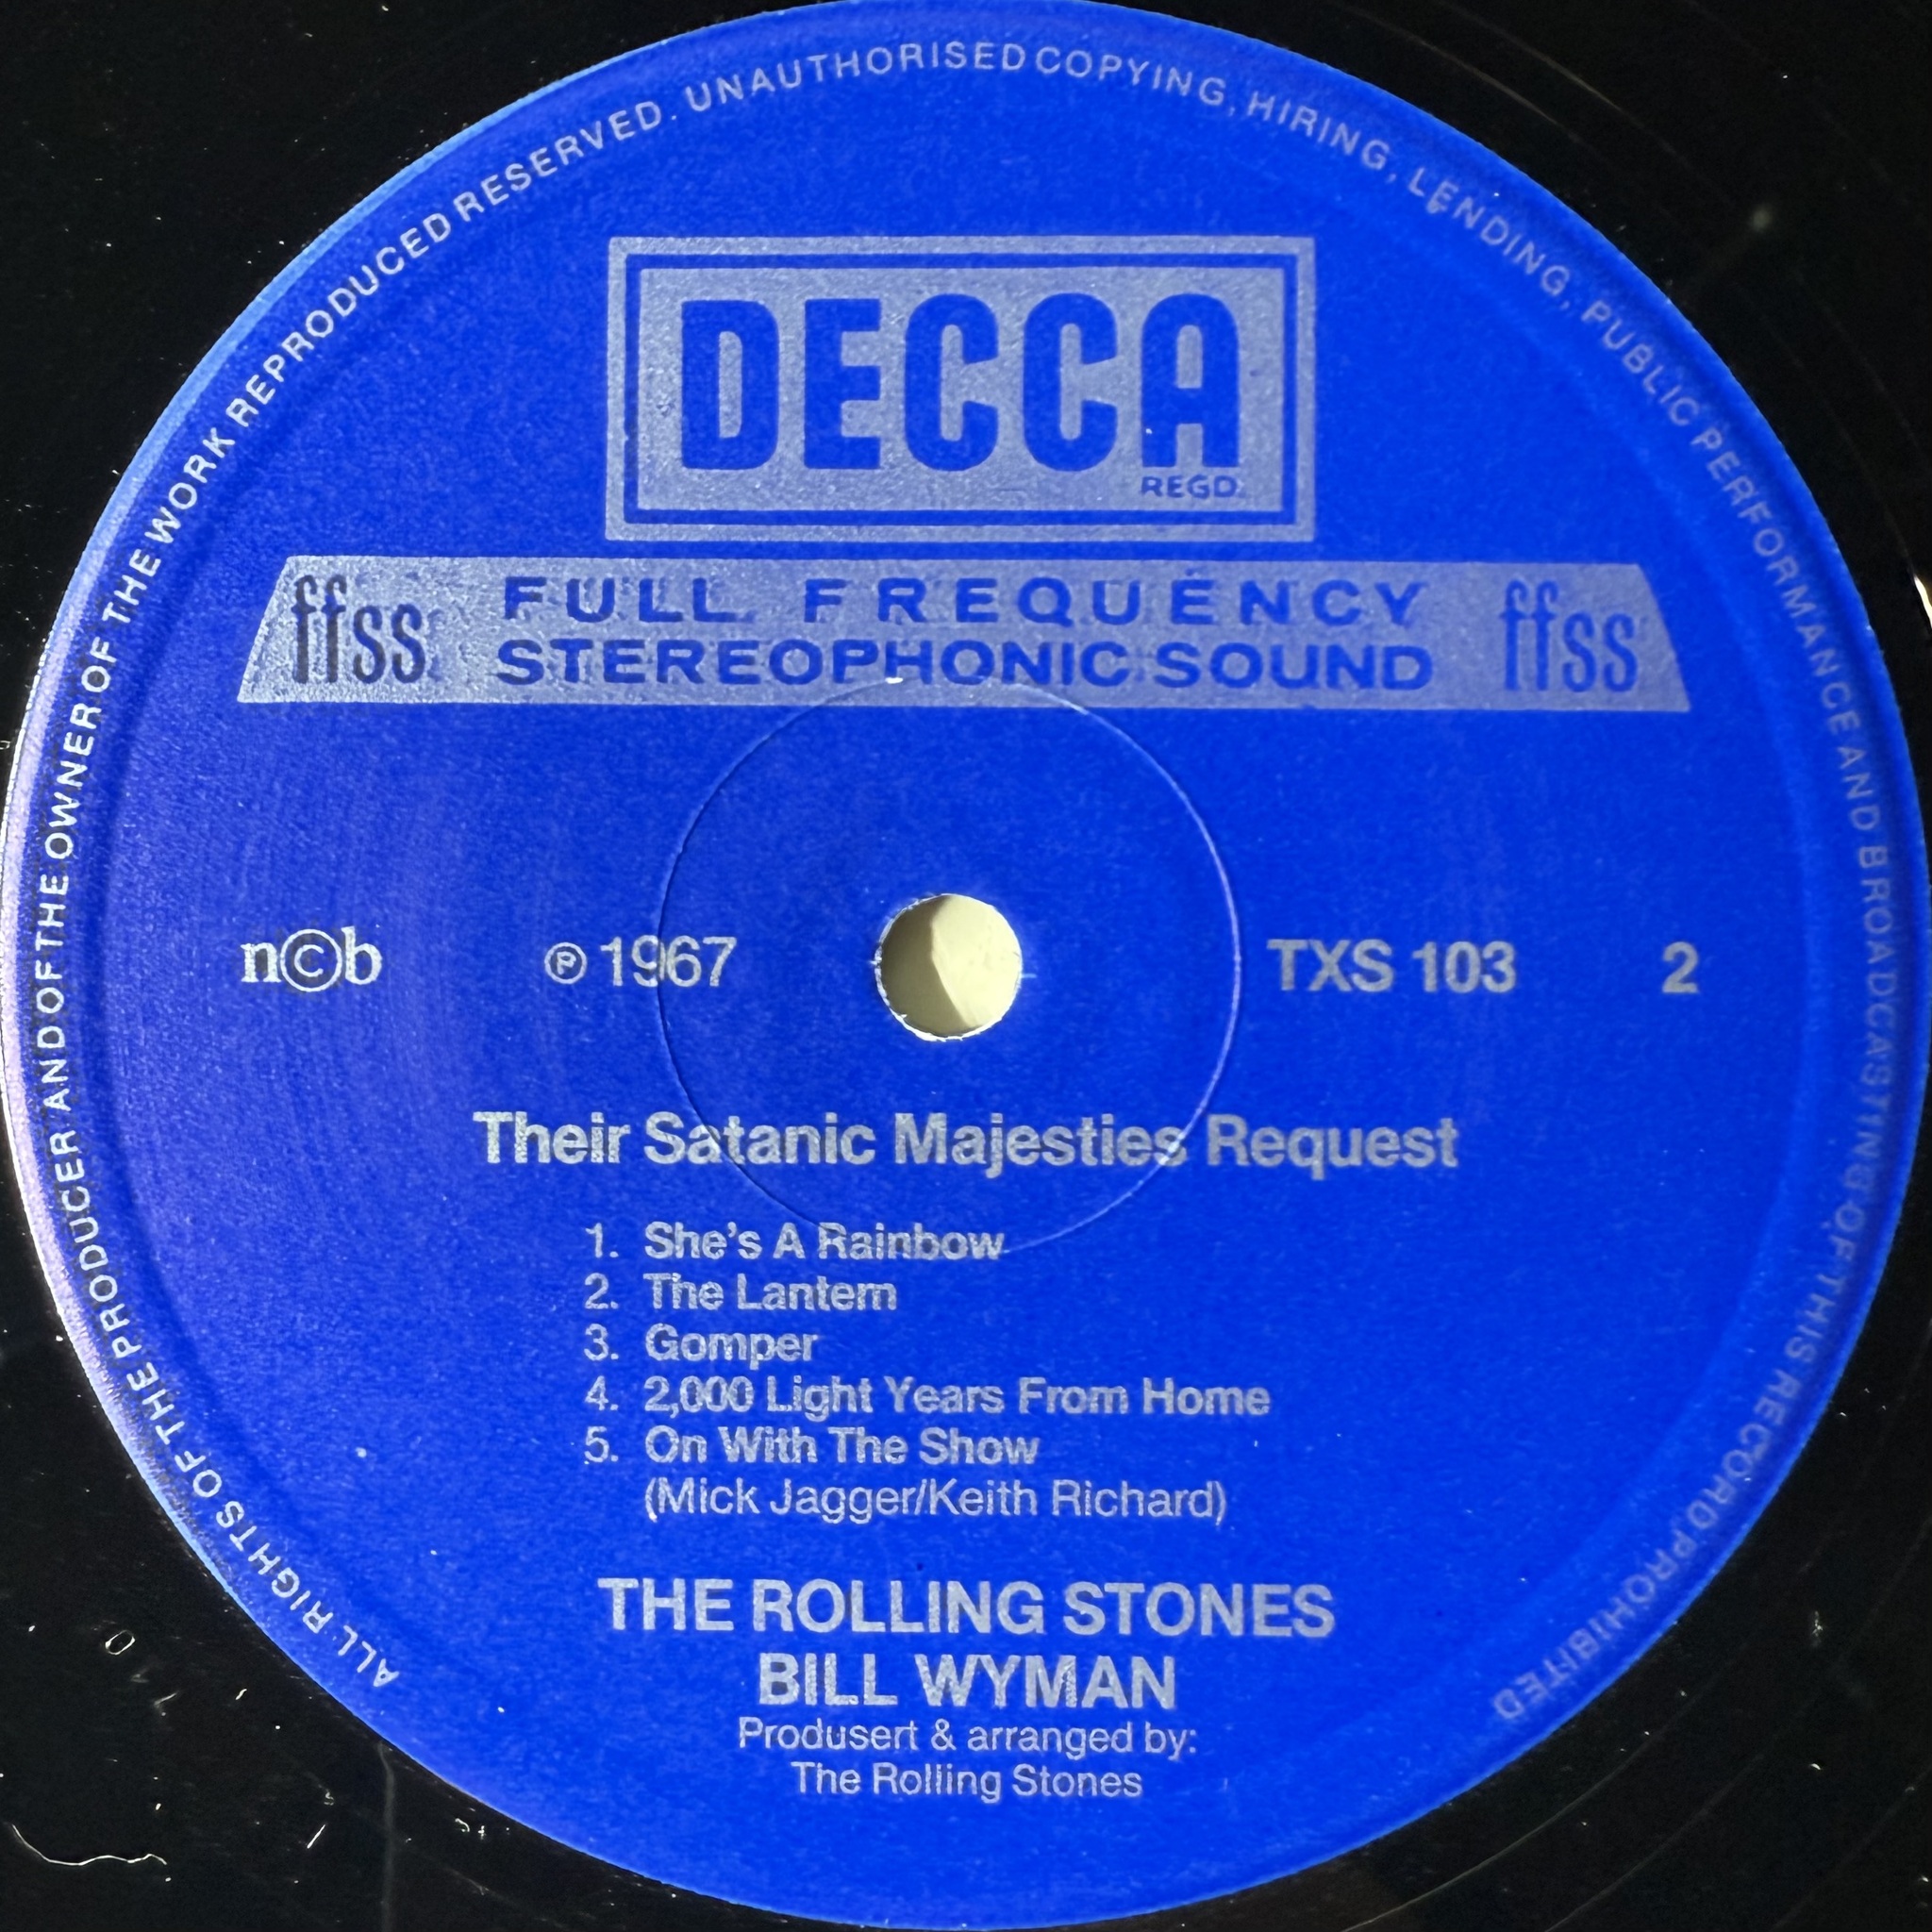 ALL RIGHTS OF THE PRODUCER AND OF THE OWNER OF THE WORK REPRODUCED RESERVED. UNAUTHORISED COPYING, HIRING, LENDING, PUBLIC PERFORMANCE AND BROADCASTING OF THIS RECORD PROHIBITED
DECCA
REGD.
ffss FULL FREQUENCY ffss
STEREOPHONIC SOUND
n©b ℗ 1967 TXS 103 2
Their Satanic Majesties Request
1. She's A Rainbow
2. The Lantern
3. Gomper
4. 2,000 Light Years From Home
5. On With The Show
(Mick Jagger/Keith Richard)
THE ROLLING STONES
BILL WYMAN
Produsert & arranged by:
The Rolling Stones